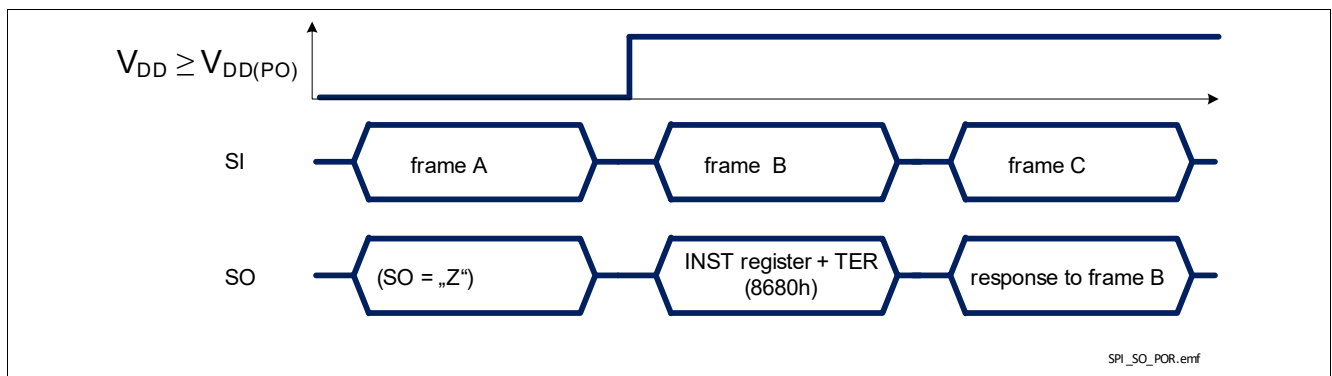 VDD ≥ VDD(PO)
SI
frame A
frame B
frame C
SO
(SO = „Z“)
INST register + TER
(8680h)
response to frame B
SPI_SO_POR.emf